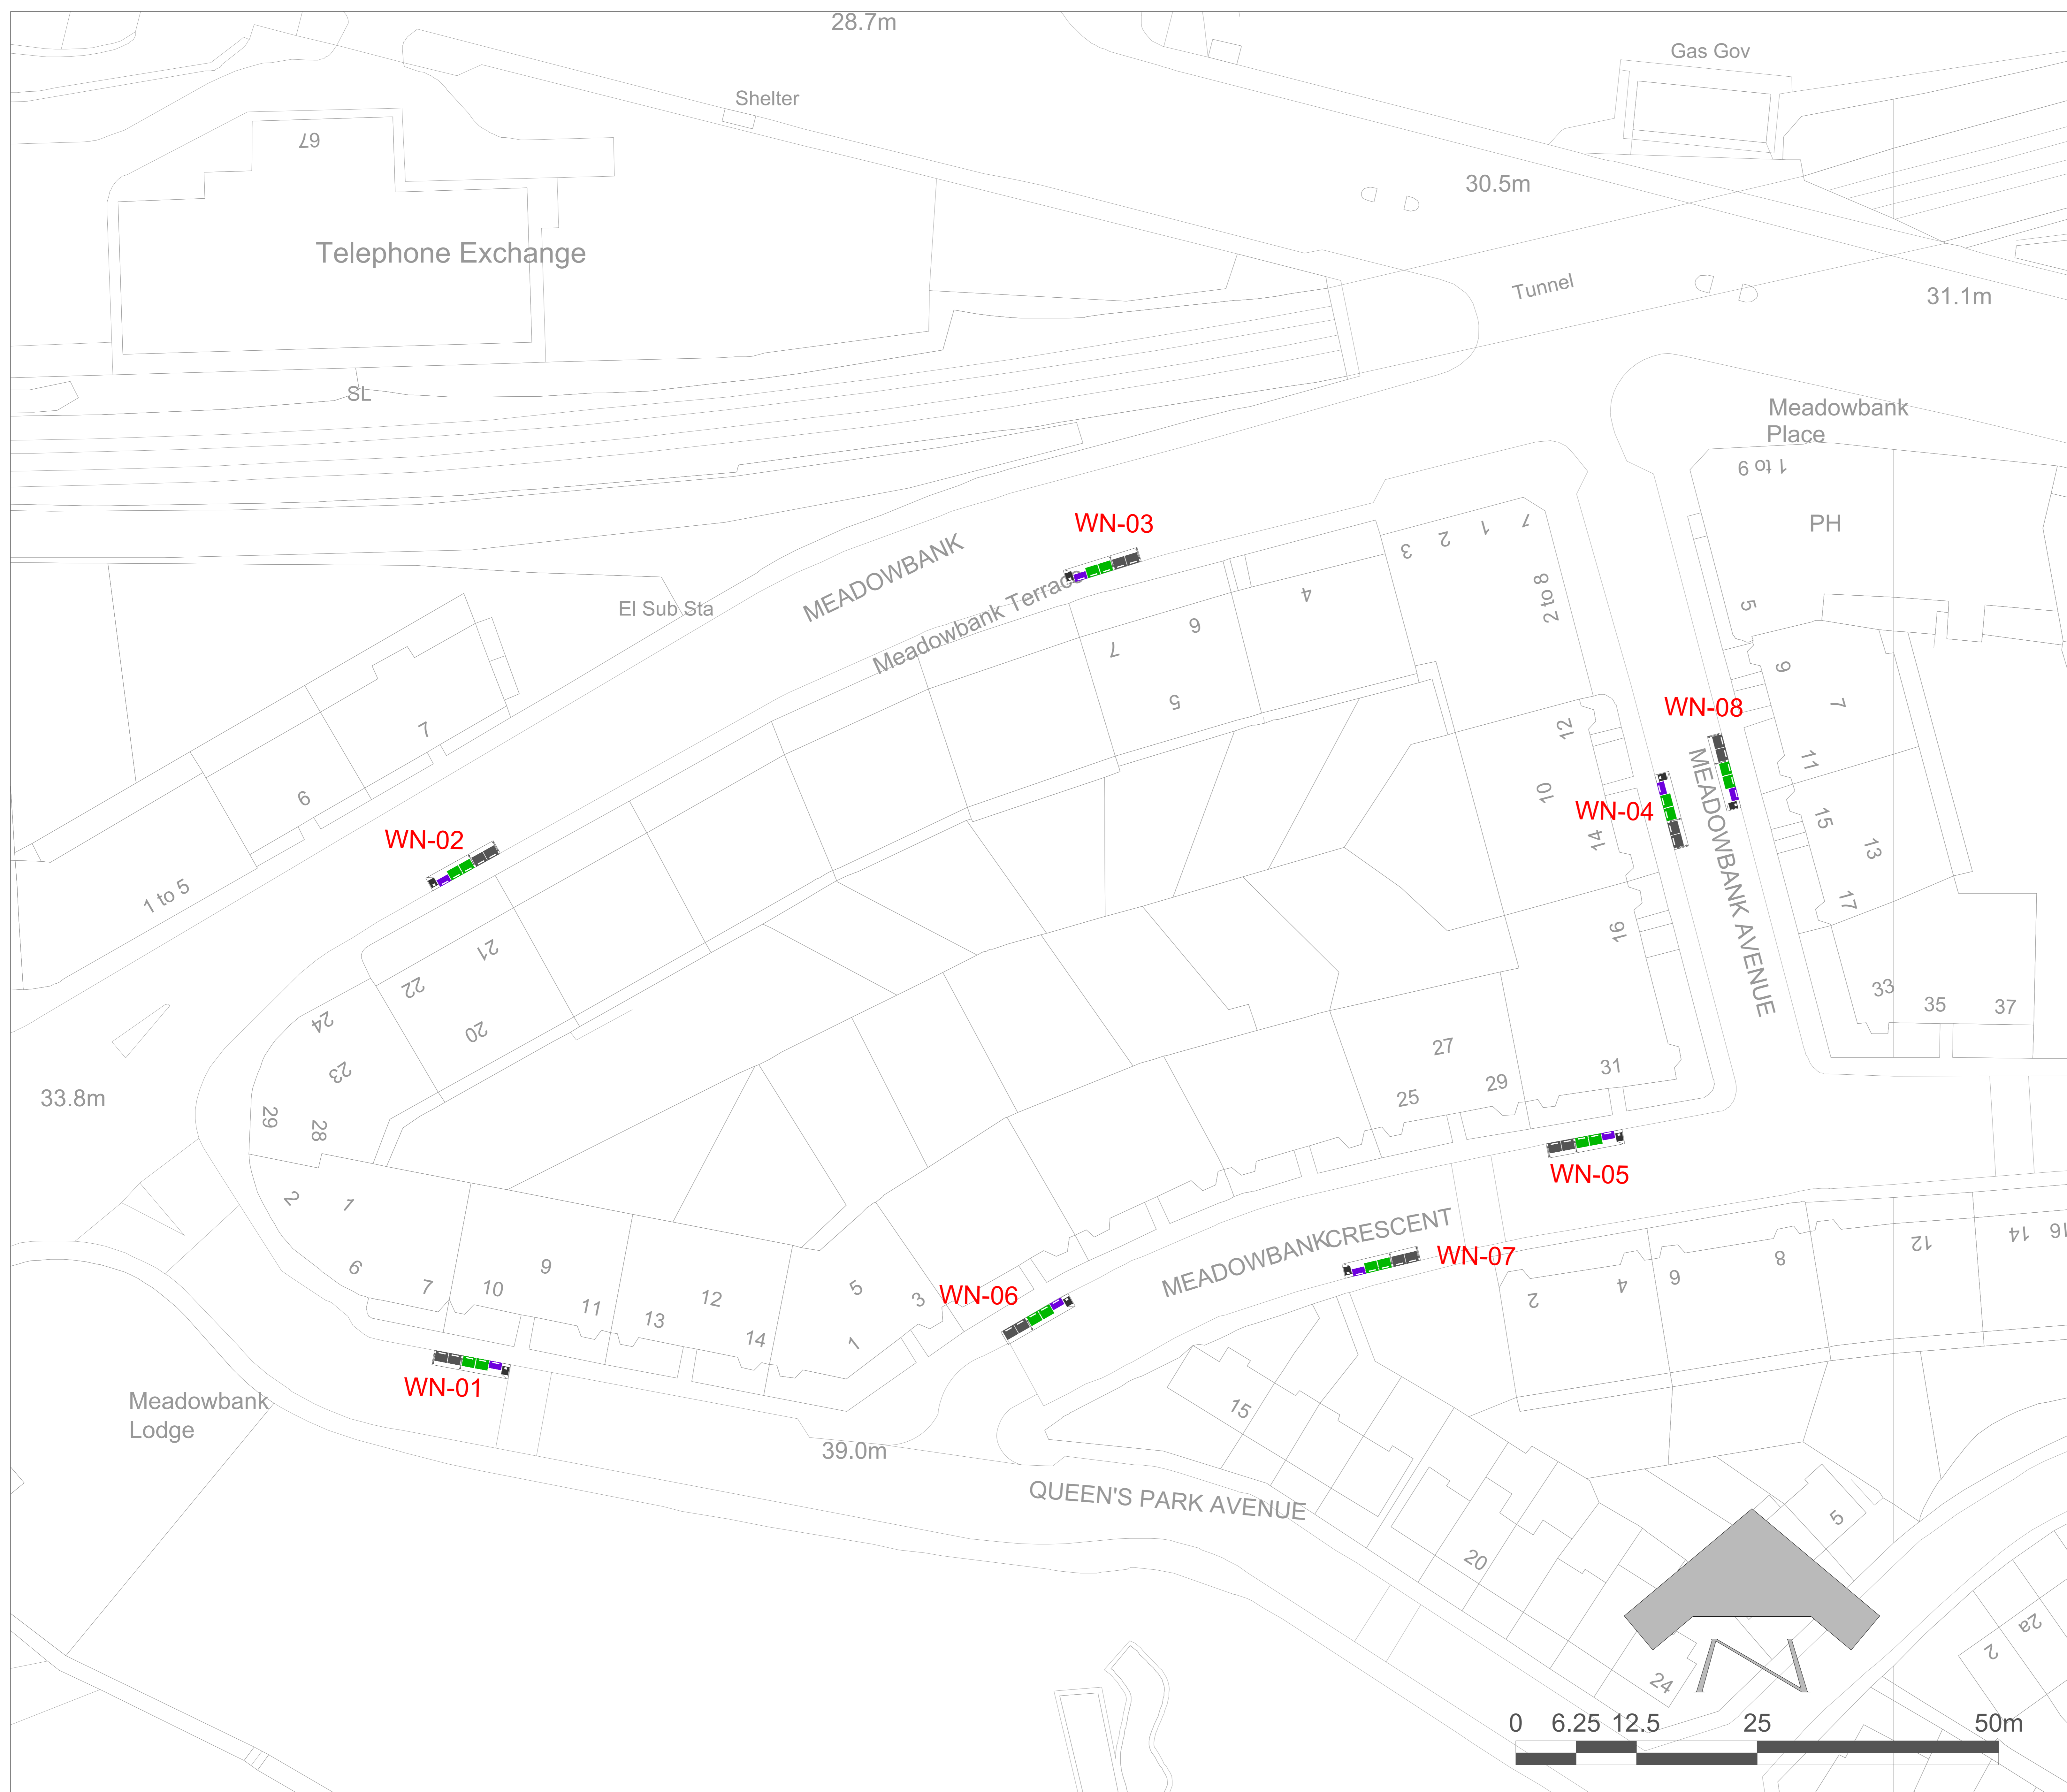 28.7m
Gas Gov
Shelter
67
30.5m
Telephone Exchange
Tunnel
31.1m
SL
Meadowbank
Place
1 to 9
PH
WN-03
MEADOWBANK
Meadowbank Terrace
El Sub Sta
3
2
1
7
2 to 8
4
6
7
5
5
9
7
11
WN-08
7
6
1 to 5
WN-02
12
10
14
WN-04
MEADOWBANK AVENUE
15
13
17
16
33
35
37
21
22
20
24
23
29
28
33.8m
27
25
29
31
WN-05
2
1
6
7
10
9
11
12
13
14
5
3
1
WN-06
MEADOWBANK
CRESCENT
WN-07
2
4
6
8
12
14
16
WN-01
Meadowbank
Lodge
39.0m
15
QUEEN'S PARK AVENUE
20
24
5
2
2a
N
0 6.25 12.5 25 50m